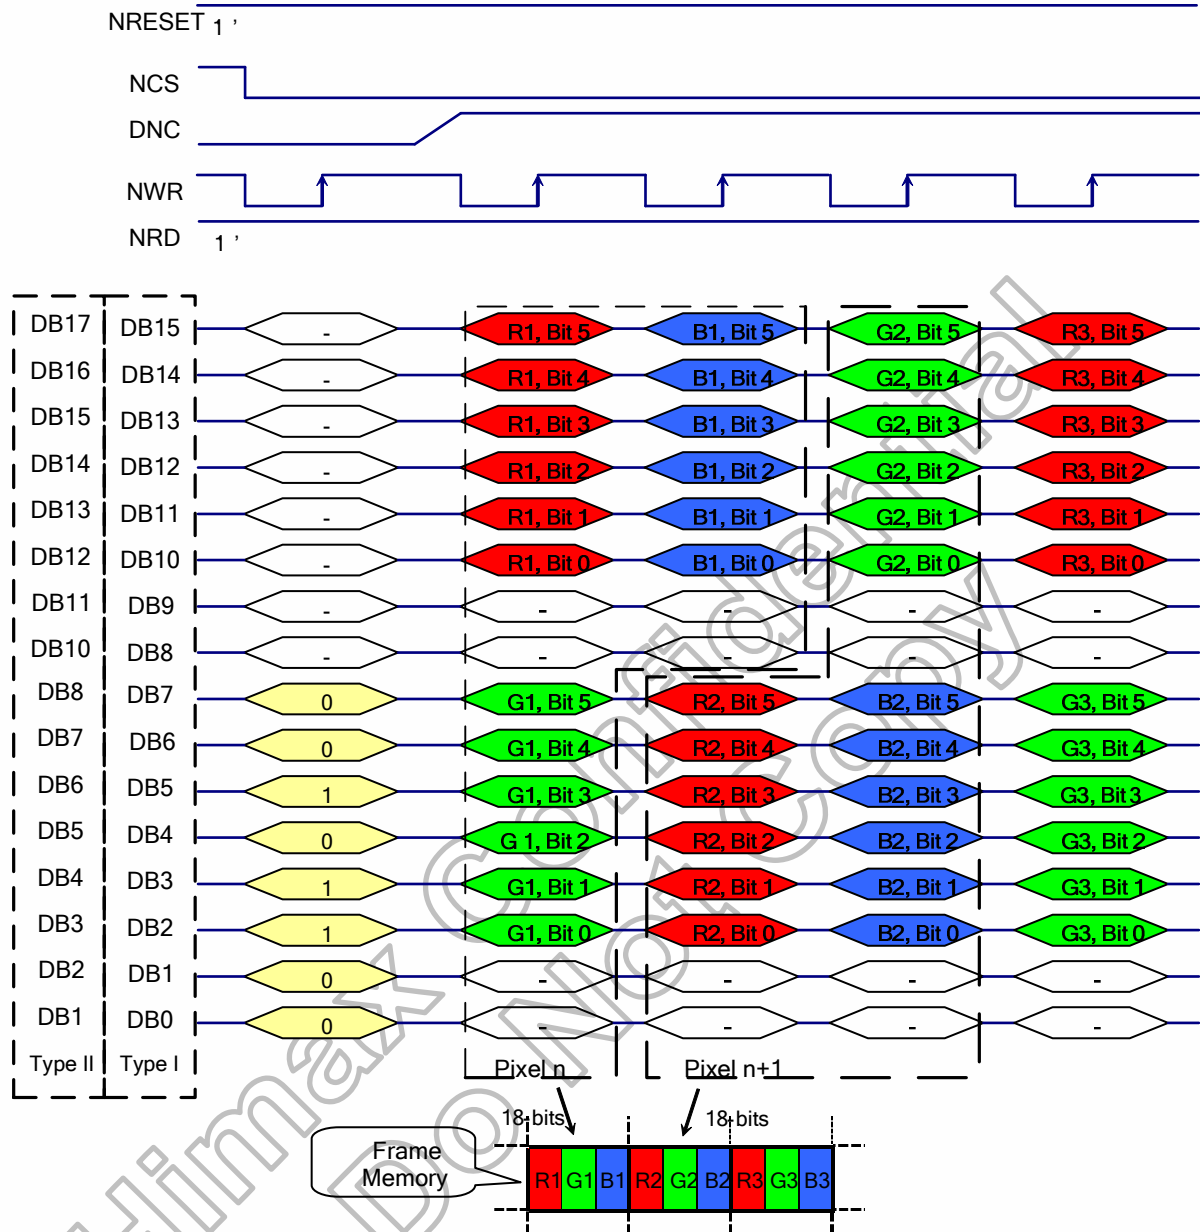 NRESET 1 '
NCS
DNC
NWR
NRD 1 '
DB17 DB15 - R1, Bit 5 B1, Bit 5 G2, Bit 5 R3, Bit 5
DB16 DB14 - R1, Bit 4 B1, Bit 4 G2, Bit 4 R3, Bit 4
DB15 DB13 - R1, Bit 3 B1, Bit 3 G2, Bit 3 R3, Bit 3
DB14 DB12 - R1, Bit 2 B1, Bit 2 G2, Bit 2 R3, Bit 2
DB13 DB11 - R1, Bit 1 B1, Bit 1 G2, Bit 1 R3, Bit 1
DB12 DB10 - R1, Bit 0 B1, Bit 0 G2, Bit 0 R3, Bit 0
DB11 DB9 - - - - -
DB10 DB8 - - - - -
DB8 DB7 0 G1, Bit 5 R2, Bit 5 B2, Bit 5 G3, Bit 5
DB7 DB6 0 G1, Bit 4 R2, Bit 4 B2, Bit 4 G3, Bit 4
DB6 DB5 1 G1, Bit 3 R2, Bit 3 B2, Bit 3 G3, Bit 3
DB5 DB4 0 G 1, Bit 2 R2, Bit 2 B2, Bit 2 G3, Bit 2
DB4 DB3 1 G1, Bit 1 R2, Bit 1 B2, Bit 1 G3, Bit 1
DB3 DB2 1 G1, Bit 0 R2, Bit 0 B2, Bit 0 G3, Bit 0
DB2 DB1 0 - - - -
DB1 DB0 0 - - - -
Type II Type I
Pixel n Pixel n+1
18-bits 18-bits
Frame
Memory
R1 G1 B1 R2 G2 B2 R3 G3 B3
Himax Confidential
Do Not Copy